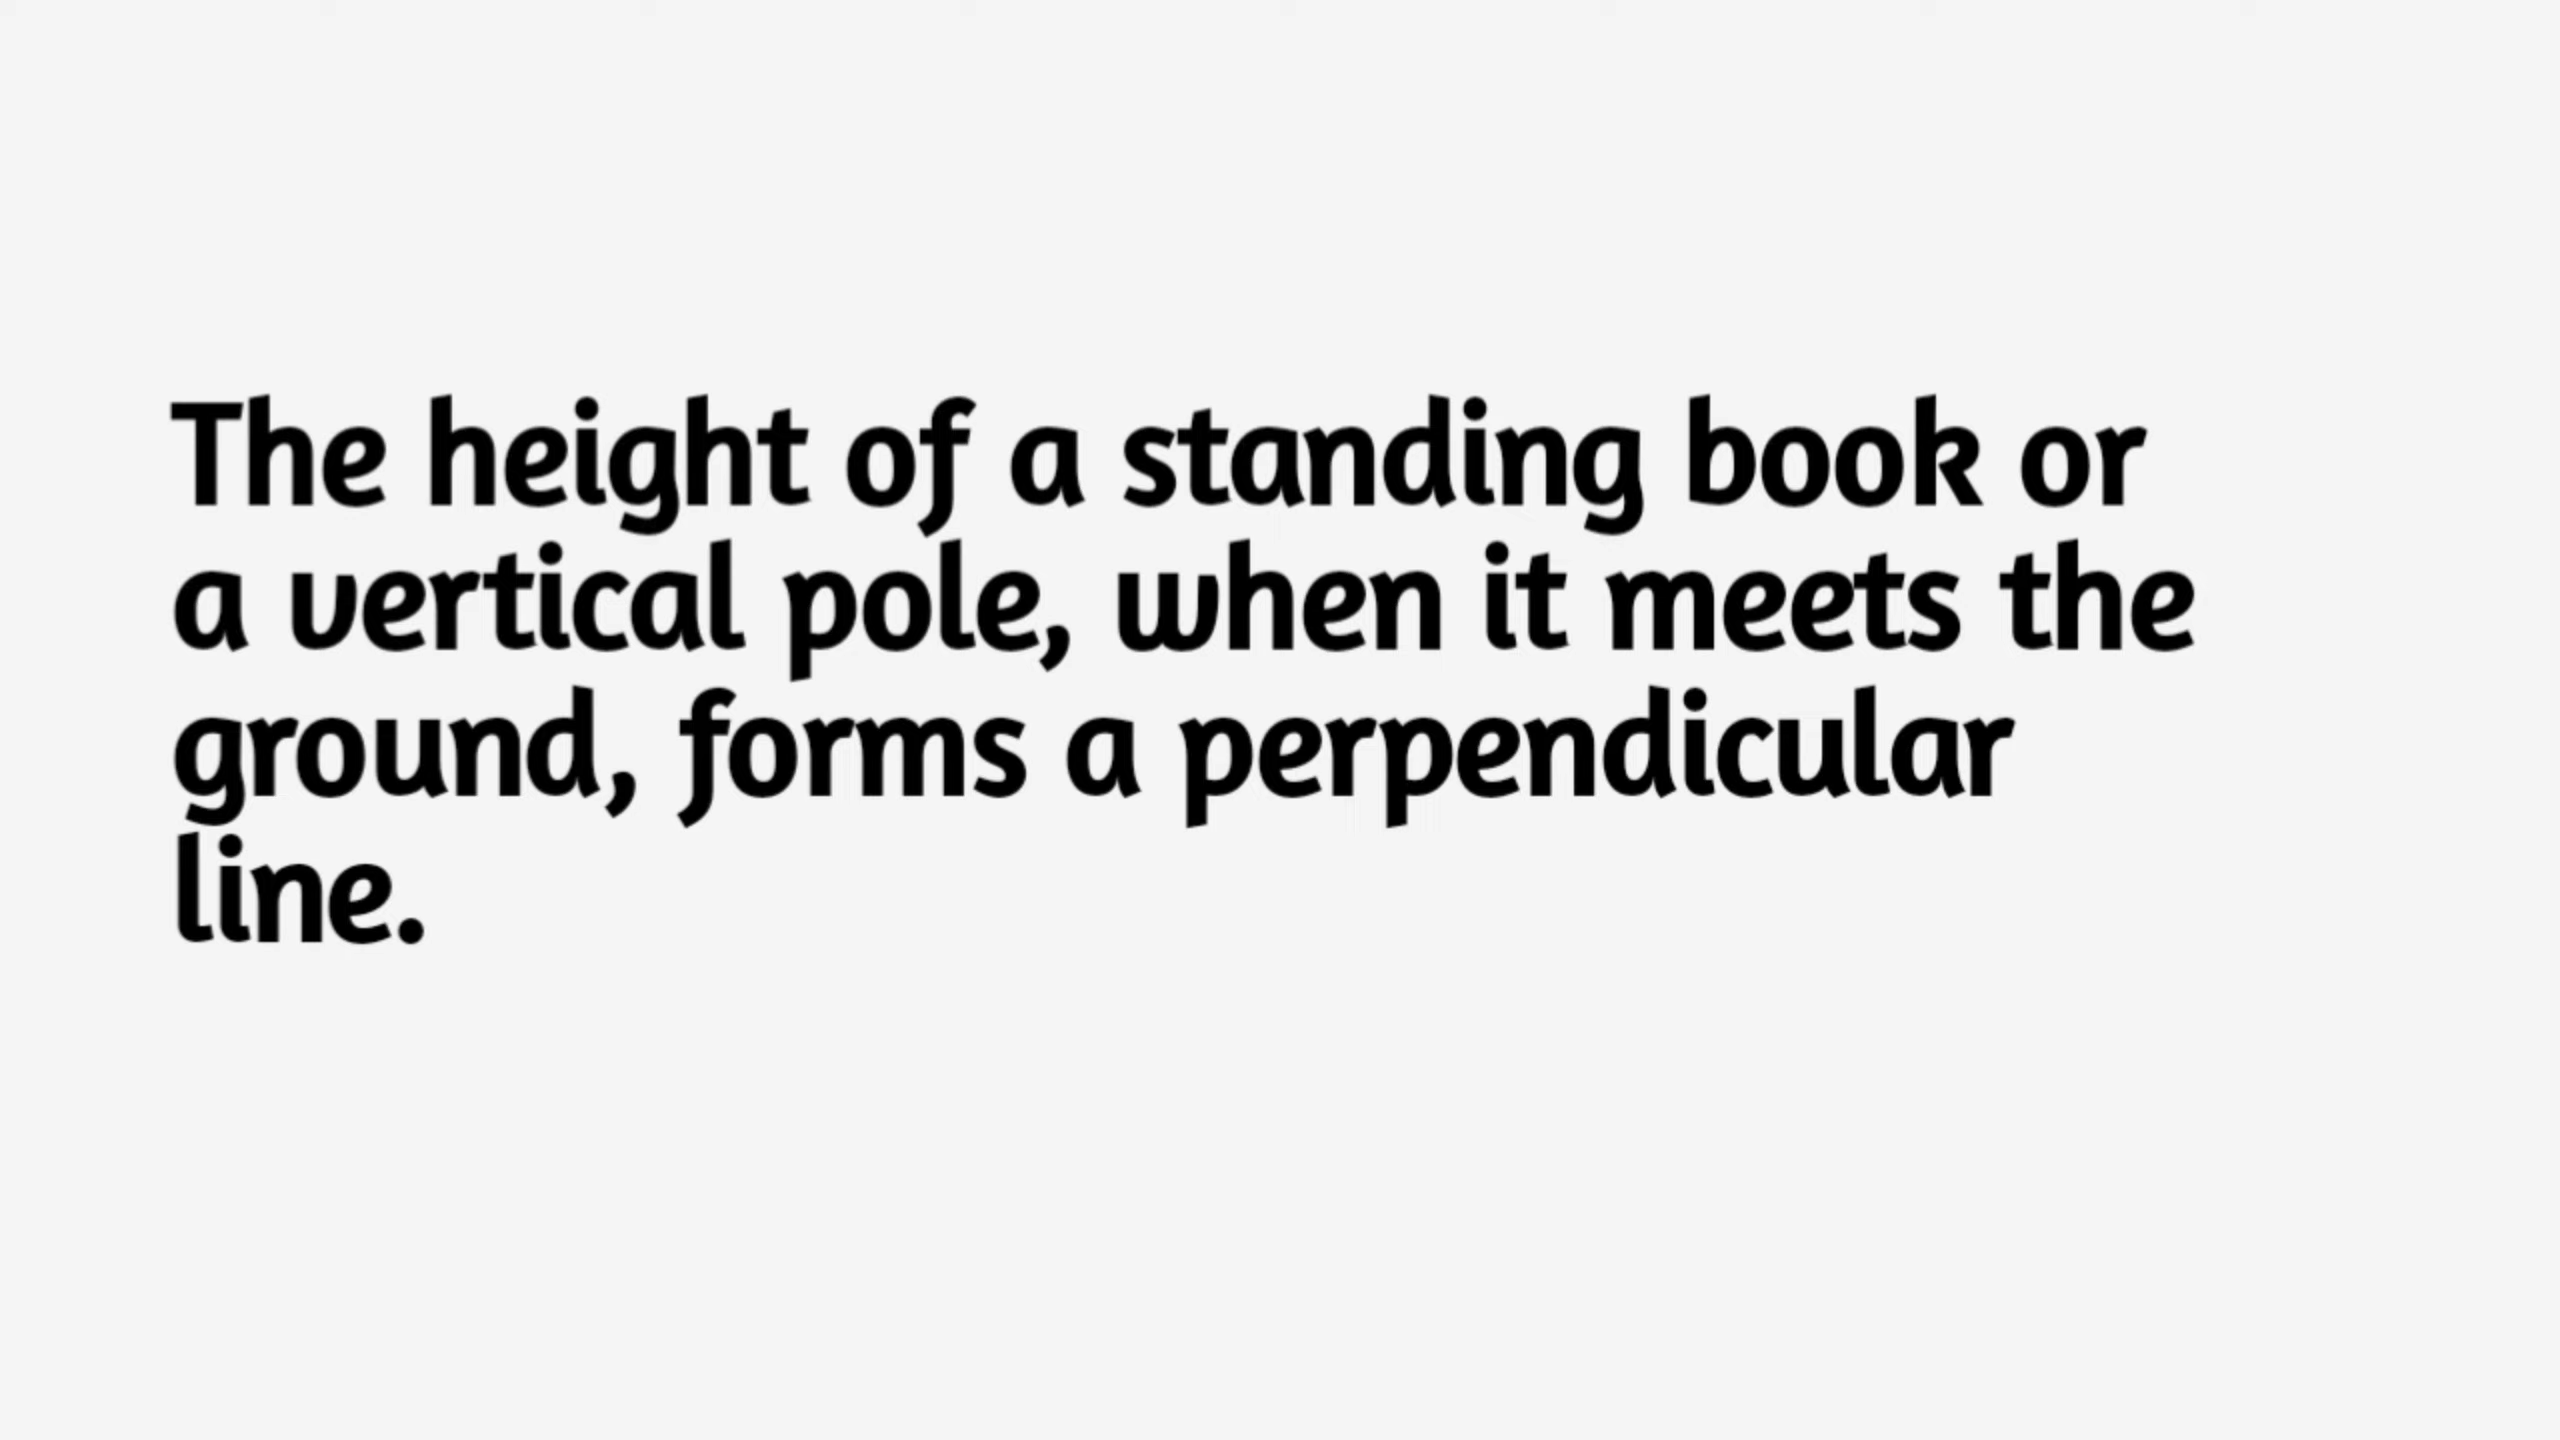 The height of a standing book or
a vertical pole, when it meets the
ground, forms a perpendicular
line.